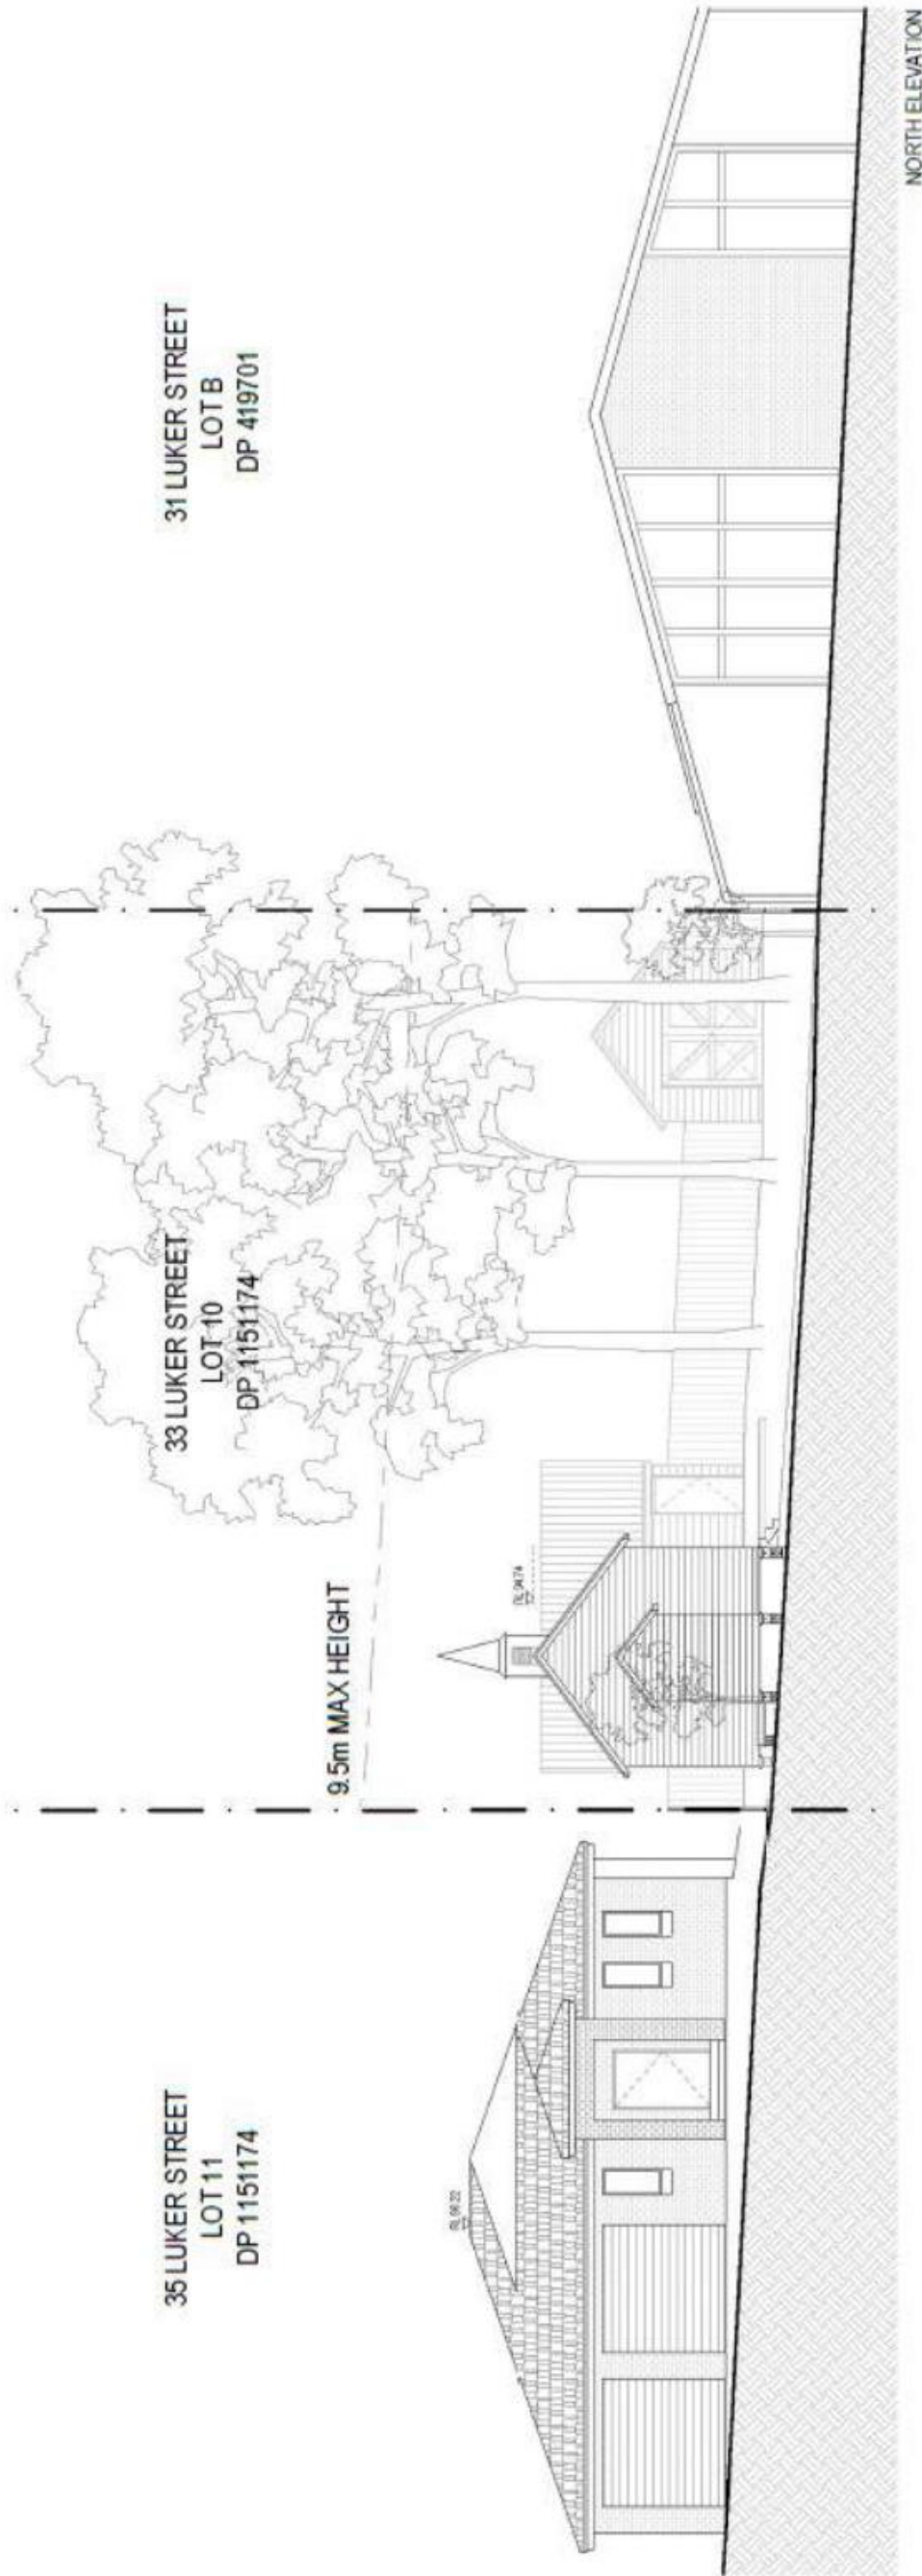 35 LUKER STREET
LOT 11
DP 1151174
33 LUKER STREET
LOT 10
DP 1151174
31 LUKER STREET
LOT B
DP 419701
9.5m MAX HEIGHT
NORTH ELEVATION